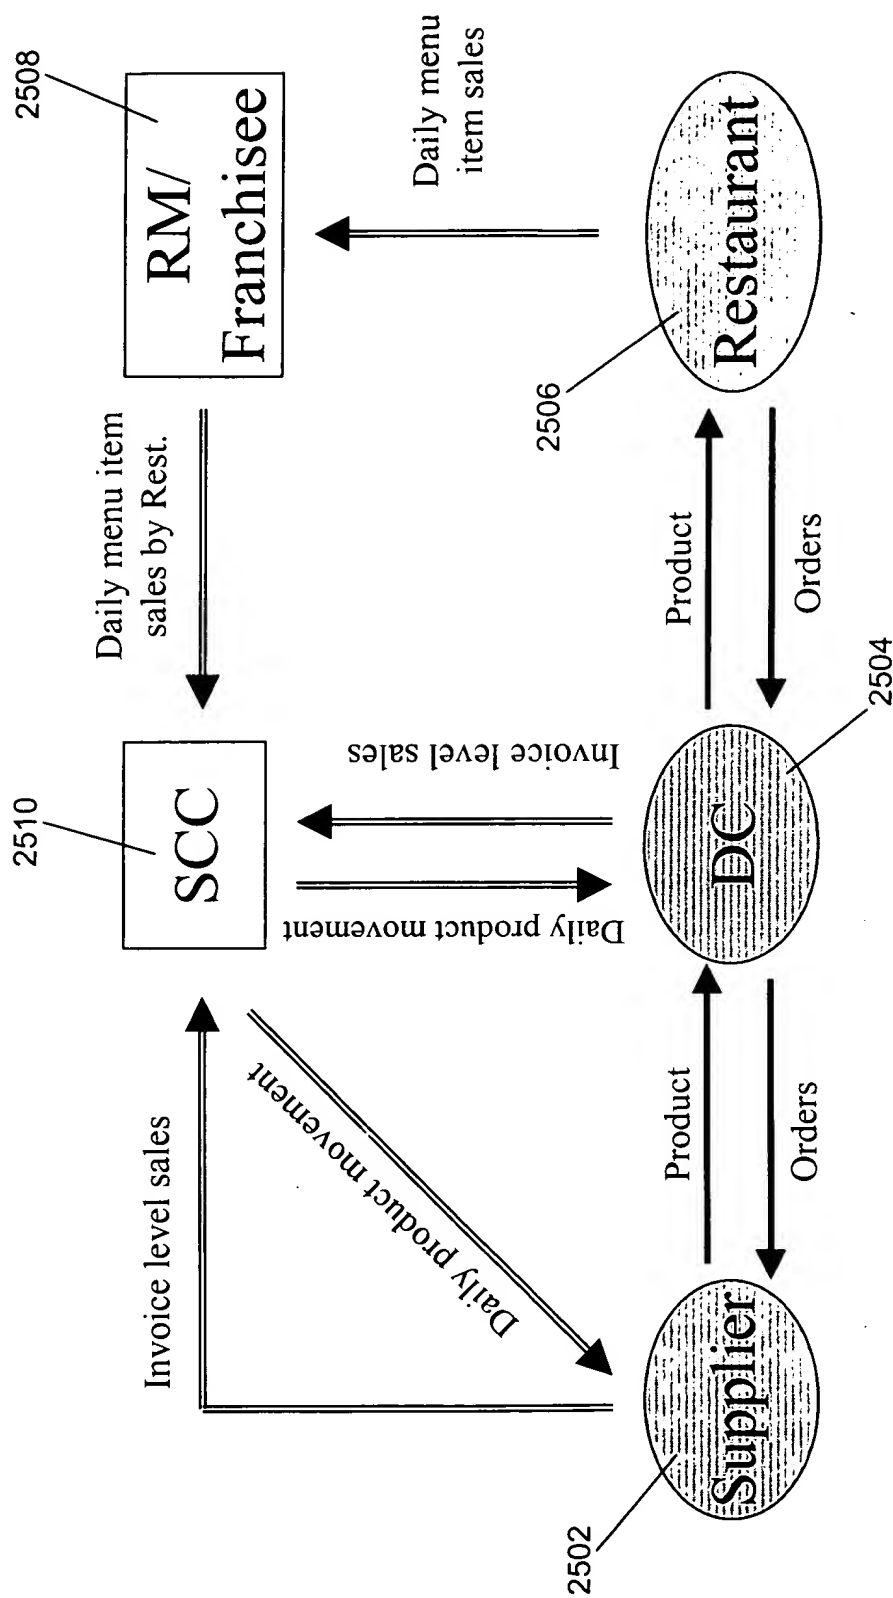 Invoice level sales
2510
SCC
Daily menu item
sales by Rest.
2508
RM/
Franchisee
Daily product movement
Daily product movement
Invoice level sales
Daily menu
item sales
2502
Supplier
Product
Orders
DC
2504
Product
Orders
2506
Restaurant